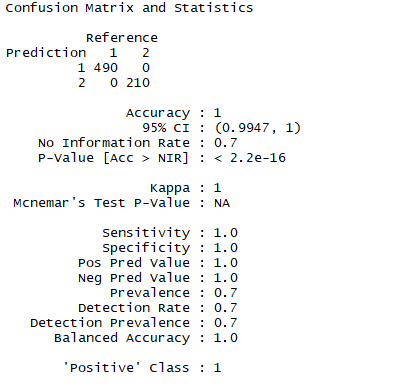 Confusion Matrix and Statistics
Reference
Prediction 1 2
1 490 0
2 0 210
Accuracy : 1
95% CI : (0.9947, 1)
No Information Rate : 0.7
P-Value [Acc > NIR] : < 2.2e-16
Kappa : 1
Mcnemar's Test P-Value : NA
Sensitivity : 1.0
Specificity : 1.0
Pos Pred Value : 1.0
Neg Pred Value : 1.0
Prevalence : 0.7
Detection Rate : 0.7
Detection Prevalence : 0.7
Balanced Accuracy : 1.0
'Positive' Class : 1